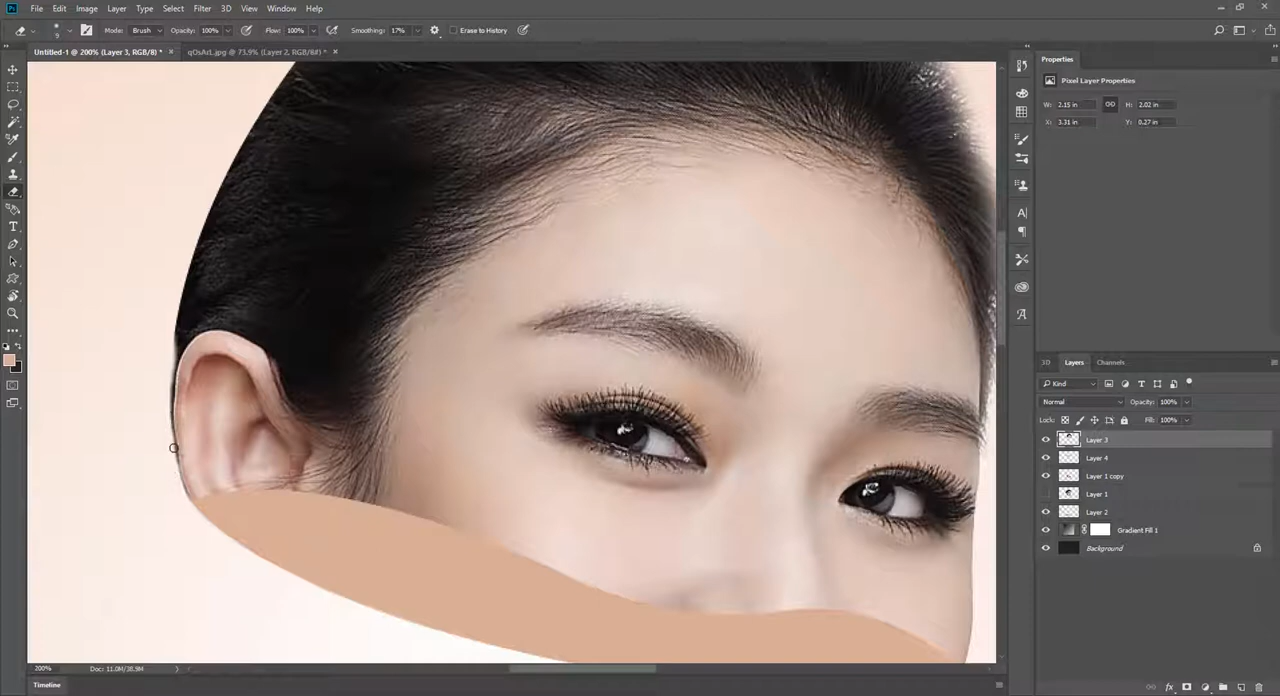 Ps File Edit Image Layer Type Select Filter 3D View Window Help
9 Mode: Brush Opacity: 100% Flow: 100% Smoothing: 17% Erase to History
Untitled-1 @ 200% (Layer 3, RGB/8) * × qOsArL.jpg @ 73.9% (Layer 2, RGB/8#) * ×
Properties
Pixel Layer Properties
W: 2.15 in H: 2.02 in
X: 3.31 in Y: 0.27 in
3D Layers Channels
Kind
Normal Opacity: 100%
Lock: Fill: 100%
Layer 3
Layer 4
Layer 1 copy
Layer 1
Layer 2
Gradient Fill 1
Background
200% Doc: 11.0M/38.9M
Timeline